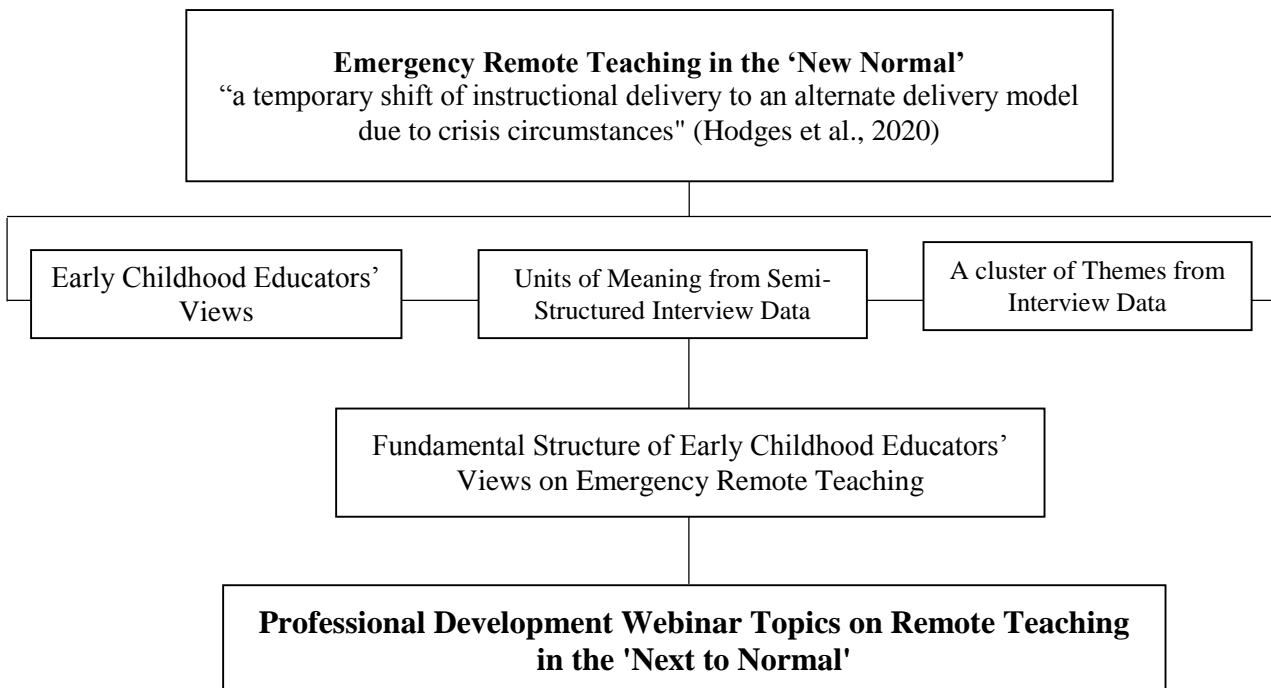 Emergency Remote Teaching in the ‘New Normal’
“a temporary shift of instructional delivery to an alternate delivery model
due to crisis circumstances" (Hodges et al., 2020)
Early Childhood Educators’
Views
Units of Meaning from Semi-
Structured Interview Data
A cluster of Themes from
Interview Data
Fundamental Structure of Early Childhood Educators’
Views on Emergency Remote Teaching
Professional Development Webinar Topics on Remote Teaching
in the 'Next to Normal'